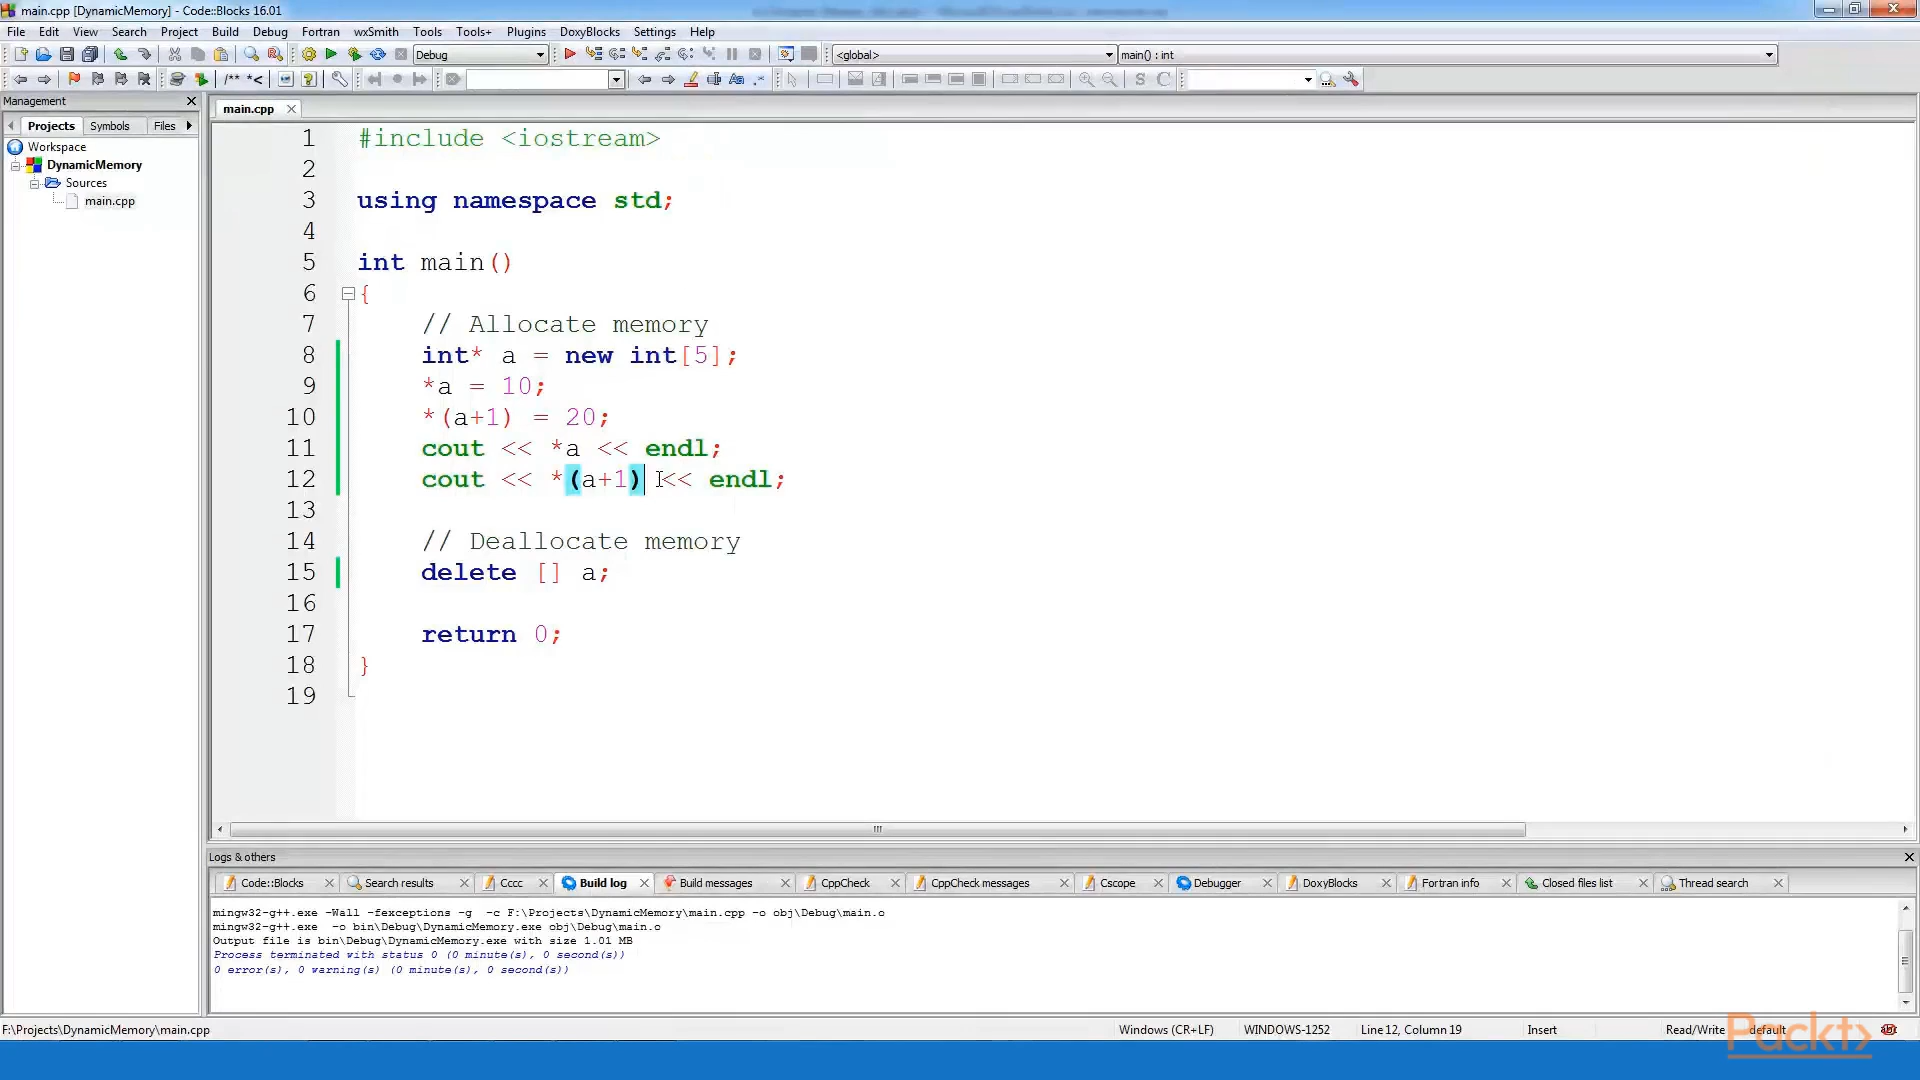 main.cpp [DynamicMemory] - Code::Blocks 16.01
File Edit View Search Project Build Debug Fortran wxSmith Tools Tools+ Plugins DoxyBlocks Settings Help
Debug <global> main() : int
/** *<
Management
main.cpp
Projects Symbols Files
Workspace
DynamicMemory
Sources
main.cpp
1 #include <iostream>
2
3 using namespace std;
4
5 int main()
6 {
7 // Allocate memory
8 int* a = new int[5];
9 *a = 10;
10 *(a+1) = 20;
11 cout << *a << endl;
12 cout << *(a+1) << endl;
13
14 // Deallocate memory
15 delete [] a;
16
17 return 0;
18 }
19
Logs & others
Code::Blocks Search results Cccc Build log Build messages CppCheck CppCheck messages Cscope Debugger DoxyBlocks Fortran info Closed files list Thread search
mingw32-g++.exe -Wall -fexceptions -g -c F:\Projects\DynamicMemory\main.cpp -o obj\Debug\main.o
mingw32-g++.exe -o bin\Debug\DynamicMemory.exe obj\Debug\main.o
Output file is bin\Debug\DynamicMemory.exe with size 1.01 MB
Process terminated with status 0 (0 minute(s), 0 second(s))
0 error(s), 0 warning(s) (0 minute(s), 0 second(s))
F:\Projects\DynamicMemory\main.cpp Windows (CR+LF) WINDOWS-1252 Line 12, Column 19 Insert Read/Write default
Packt>